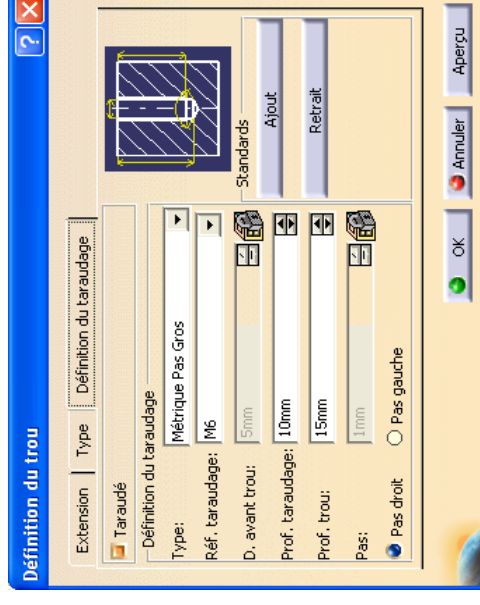 Définition du trou
Extension Type Définition du taraudage
Taraudé
Définition du taraudage
Type: Métrique Pas Gros
Réf. taraudage: M6
D. avant trou: 5mm
Prof. taraudage: 10mm
Prof. trou: 15mm
Pas: 1mm
Pas droit Pas gauche
Standards
Ajout
Retrait
OK Annuler Aperçu